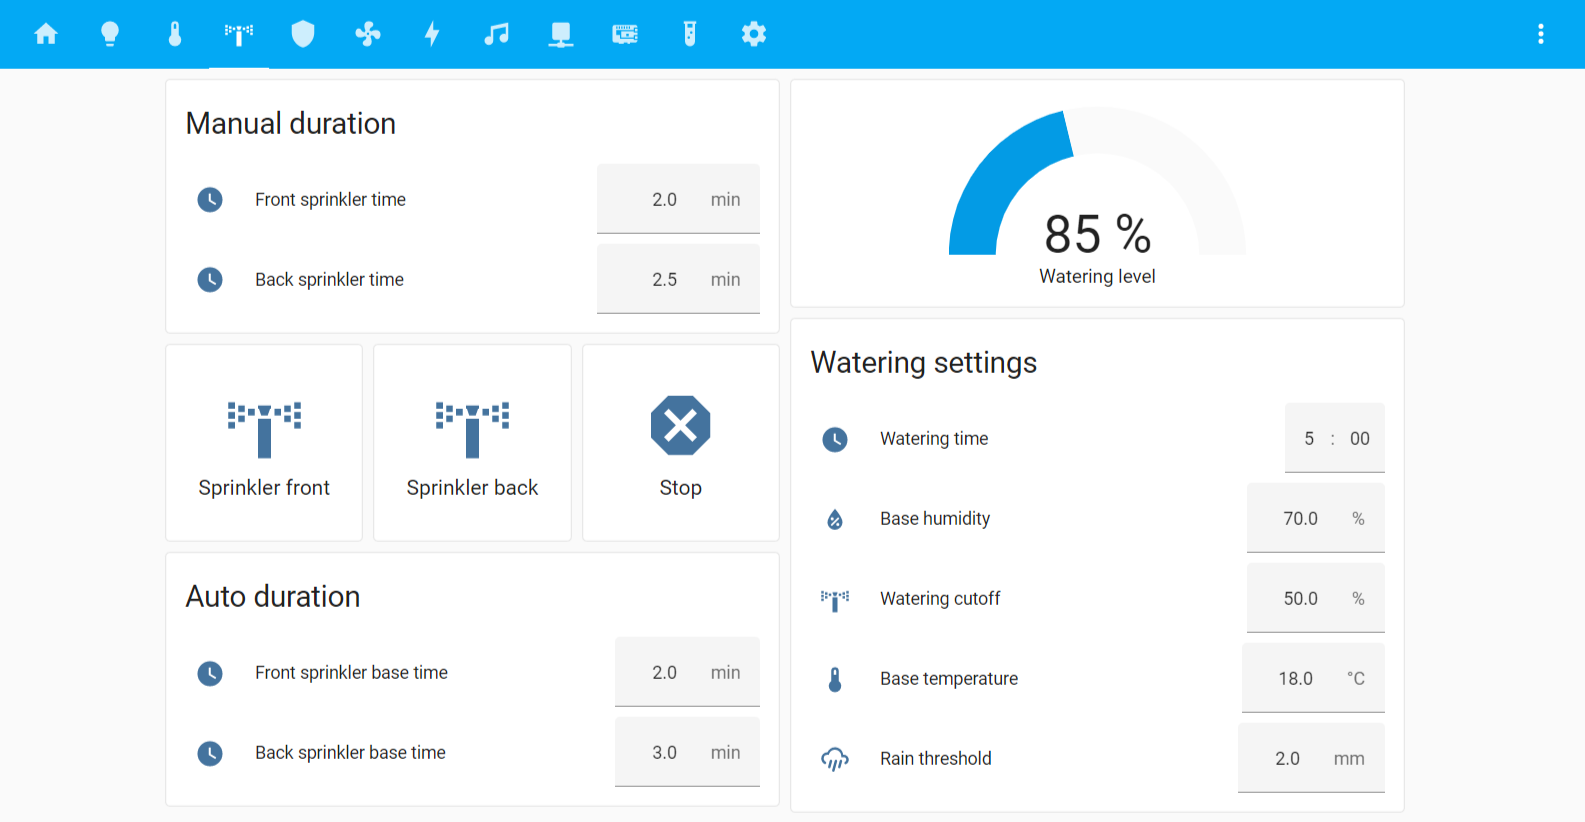 Manual duration
Front sprinkler time 2.0 min
Back sprinkler time 2.5 min
Sprinkler front
Sprinkler back
Stop
Auto duration
Front sprinkler base time 2.0 min
Back sprinkler base time 3.0 min
85 %
Watering level
Watering settings
Watering time 5 : 00
Base humidity 70.0 %
Watering cutoff 50.0 %
Base temperature 18.0 °C
Rain threshold 2.0 mm